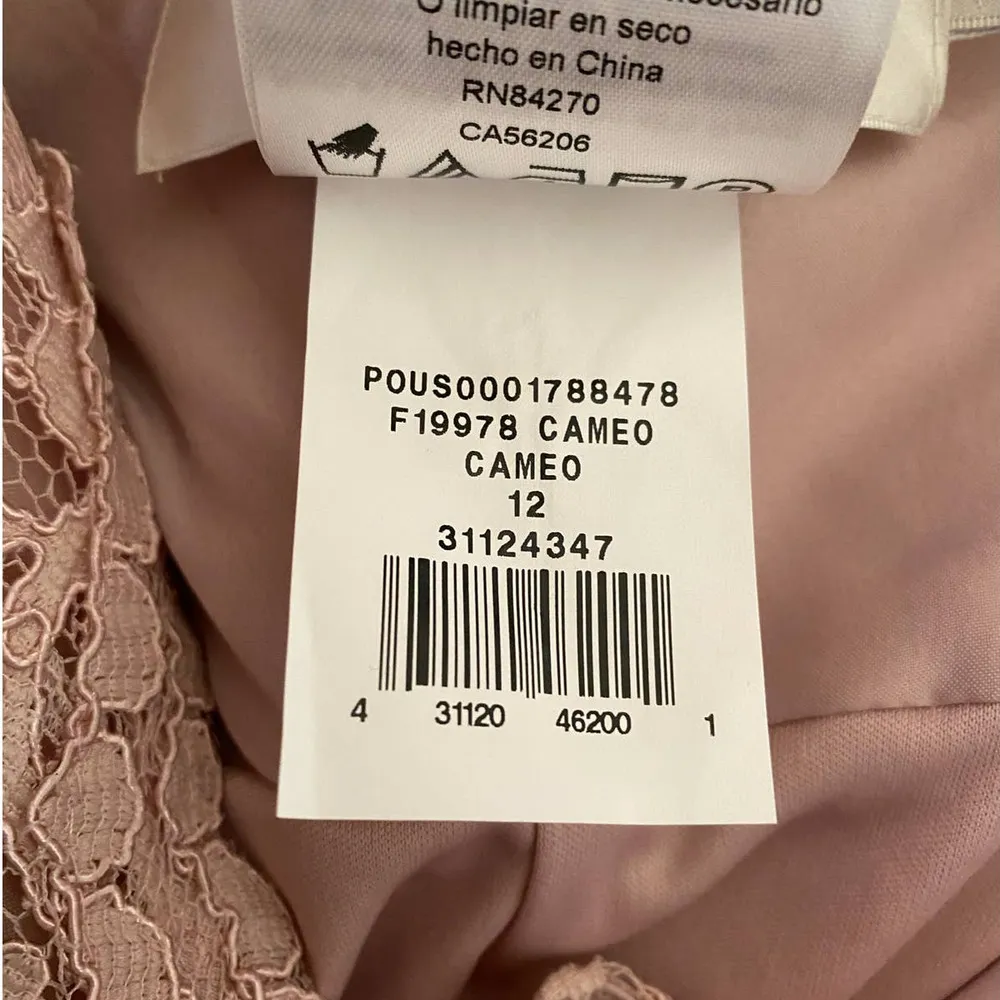 O limpiar en seco
hecho en China
RN84270
CA56206
POUS0001788478
F19978 CAMEO
CAMEO
12
31124347
4 31120 46200 1